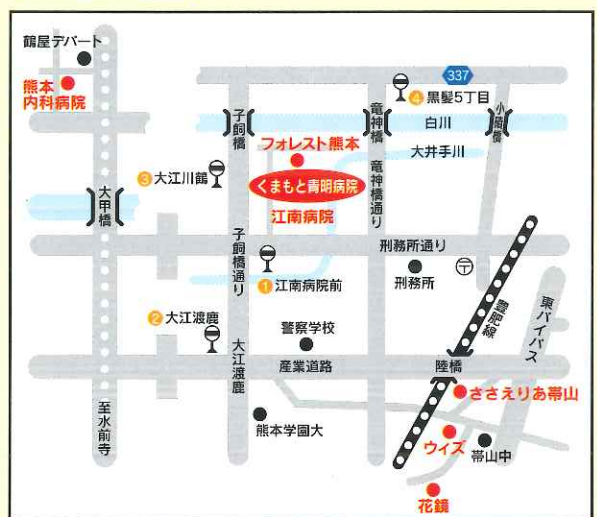 鶴屋デパート
熊本
内科病院
337
④黒髪5丁目
子飼橋
竜神橋
小磧橋
白川
フォレスト熊本
大井手川
③大江川鶴
くまもと青明病院
竜神橋通り
大甲橋
江南病院
子飼橋通り
刑務所通り
刑務所
〒
①江南病院前
豊肥線
東バイパス
②大江渡鹿
警察学校
大江渡鹿
産業道路
陸橋
ささえりあ帯山
至水前寺
熊本学園大
ウィズ
帯山中
花鏡